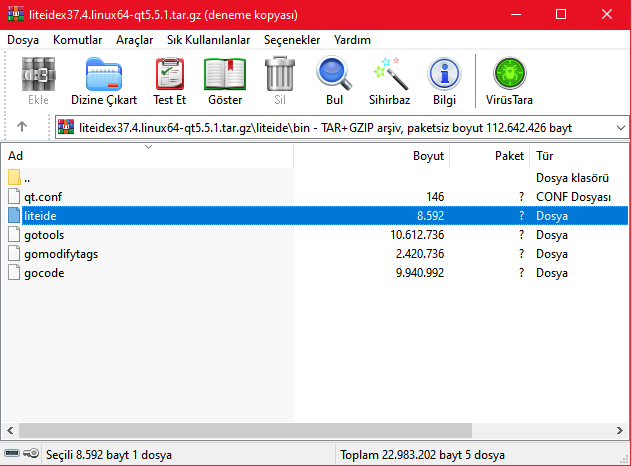 liteidex37.4.linux64-qt5.5.1.tar.gz (deneme kopyası)
Dosya Komutlar Araçlar Sık Kullanılanlar Seçenekler Yardım
Ekle Dizine Çıkart Test Et Göster Sil Bul Sihirbaz Bilgi VirüsTara
liteidex37.4.linux64-qt5.5.1.tar.gz\liteide\bin - TAR+GZIP arşiv, paketsiz boyut 112.642.426 bayt
Ad Boyut Paket Tür
.. Dosya klasörü
qt.conf 146 ? CONF Dosyası
liteide 8.592 ? Dosya
gotools 10.612.736 ? Dosya
gomodifytags 2.420.736 ? Dosya
gocode 9.940.992 ? Dosya
Seçili 8.592 bayt 1 dosya Toplam 22.983.202 bayt 5 dosya